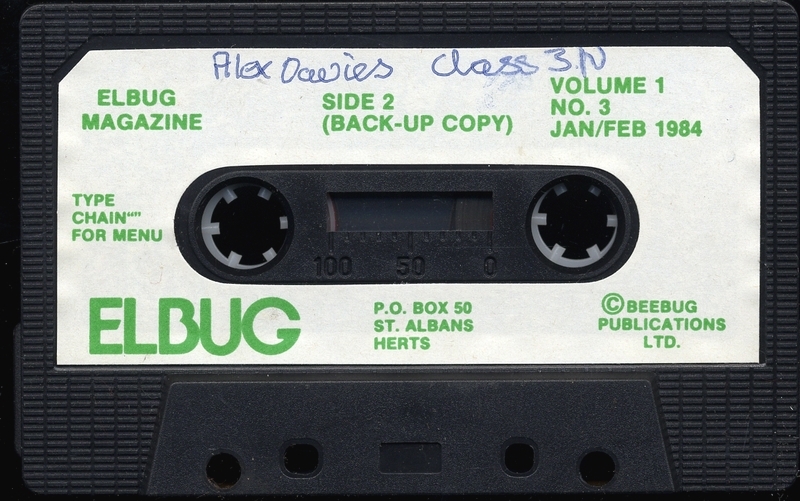 Alex Davies Class 3.N
ELBUG
MAGAZINE
SIDE 2
(BACK-UP COPY)
VOLUME 1
NO. 3
JAN/FEB 1984
TYPE
CHAIN“”
FOR MENU
100 50 0
ELBUG
P.O. BOX 50
ST. ALBANS
HERTS
©BEEBUG
PUBLICATIONS
LTD.